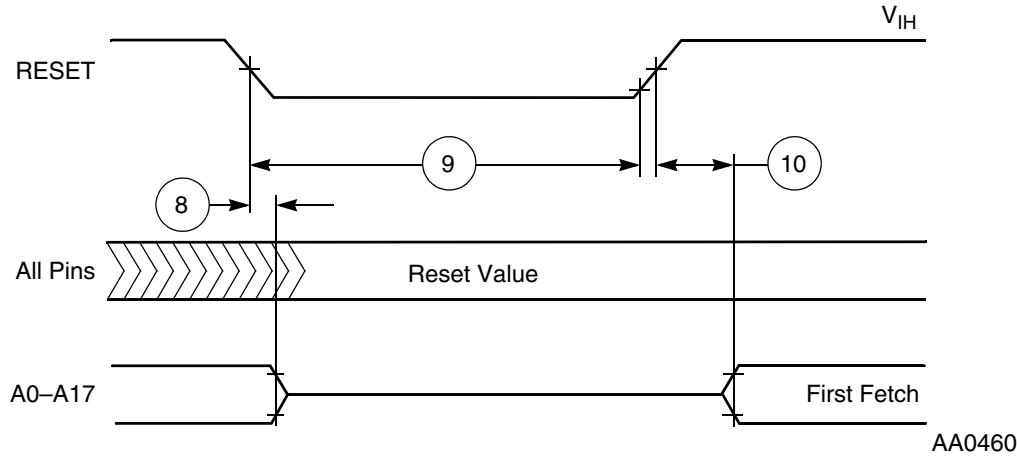 V_IH
RESET
9
10
8
All Pins
Reset Value
A0–A17
First Fetch
AA0460